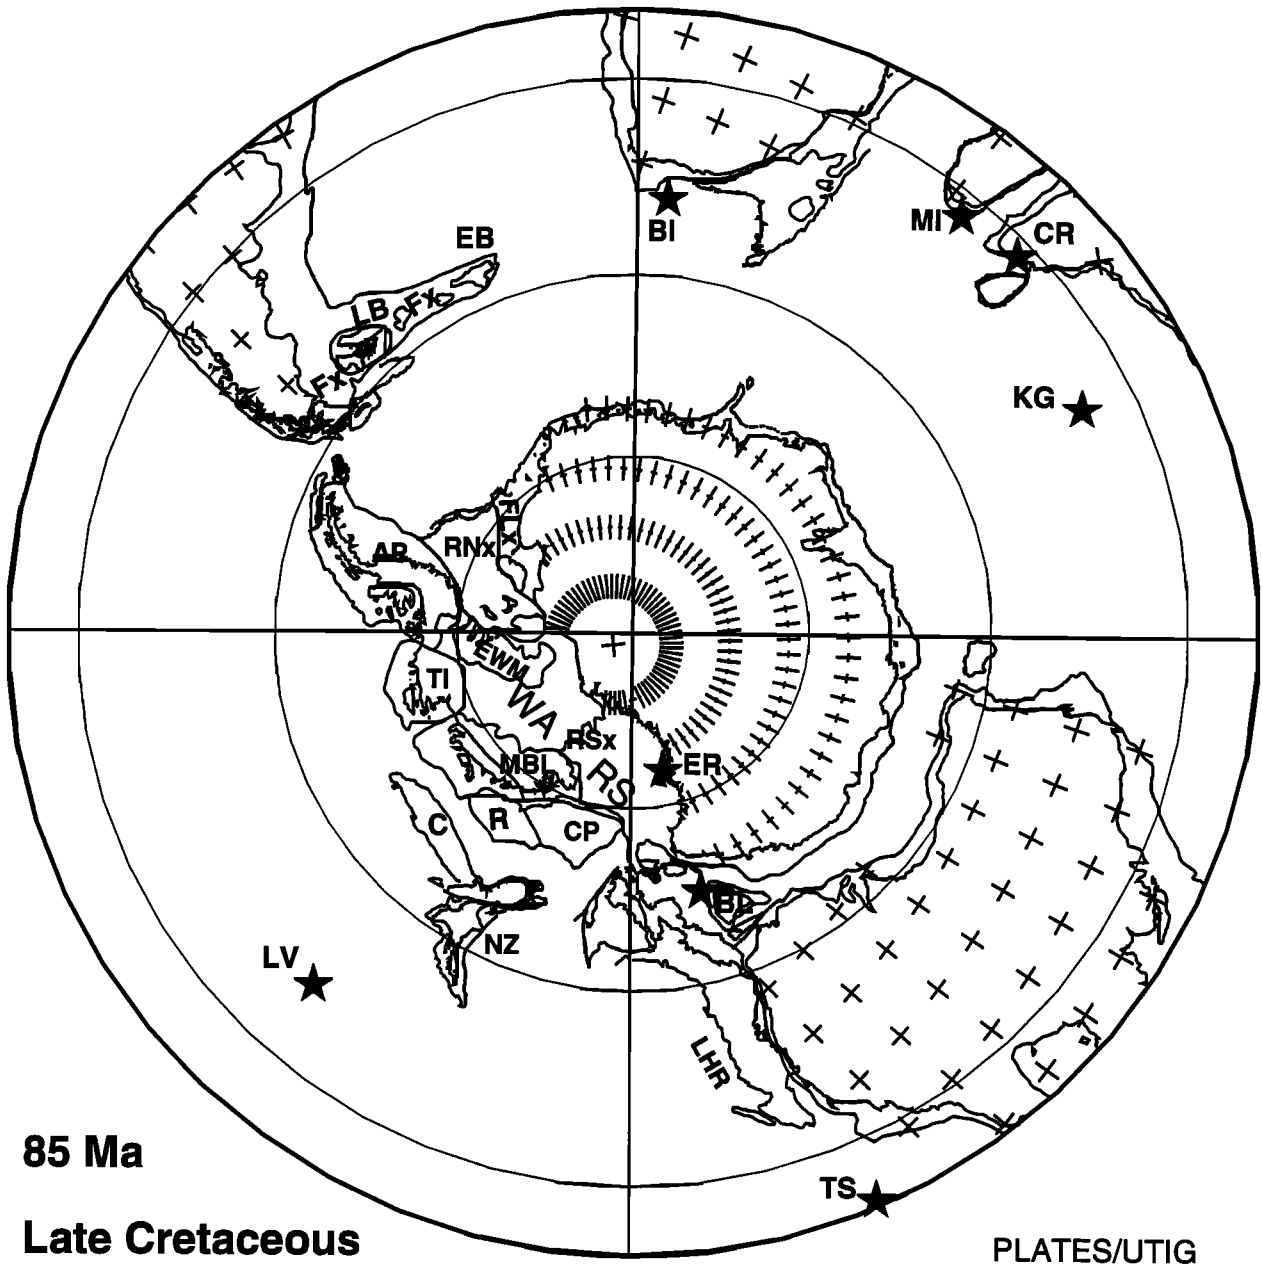 BI
MI
CR
EB
LB
Fx
Fx
KG
FLx
RNx
AP
A
EWM
TI
WA
RSx
MBL
RS
ER
C
R
CP
BL
NZ
LV
LHR
TS
85 Ma
Late Cretaceous
PLATES/UTIG